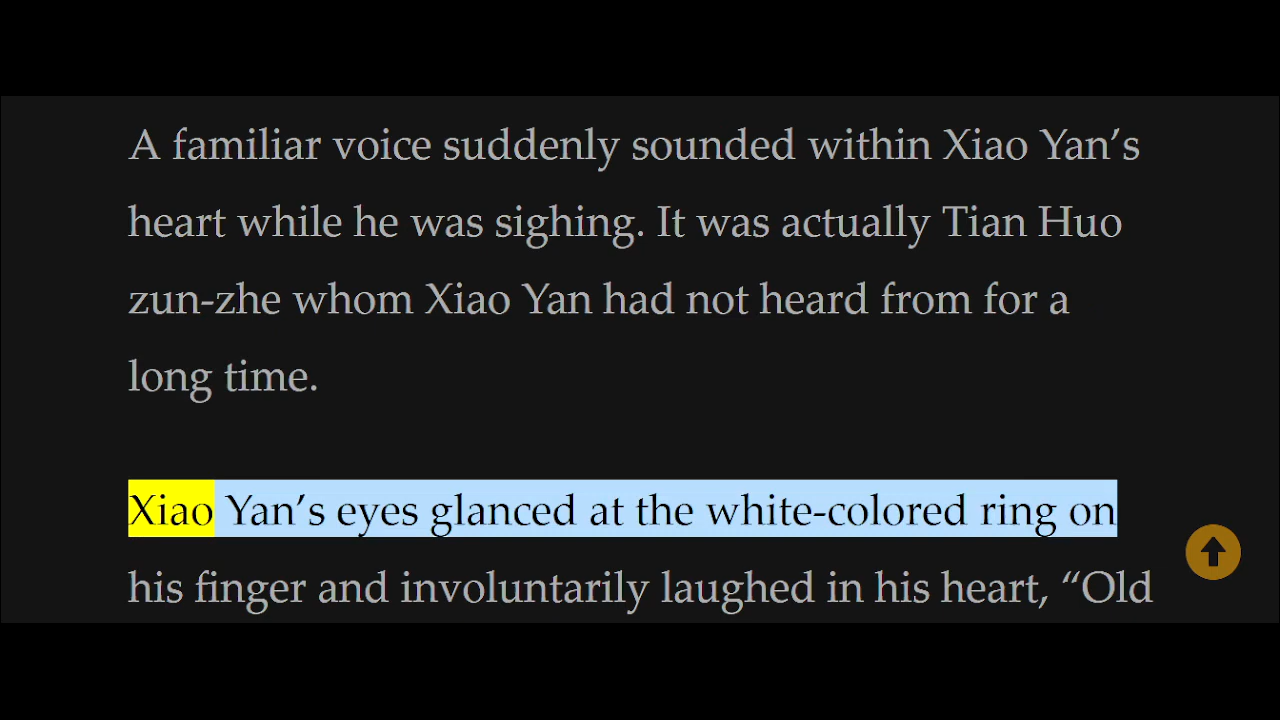 A familiar voice suddenly sounded within Xiao Yan’s
heart while he was sighing. It was actually Tian Huo
zun-zhe whom Xiao Yan had not heard from for a
long time.
Xiao Yan’s eyes glanced at the white-colored ring on
his finger and involuntarily laughed in his heart, “Old